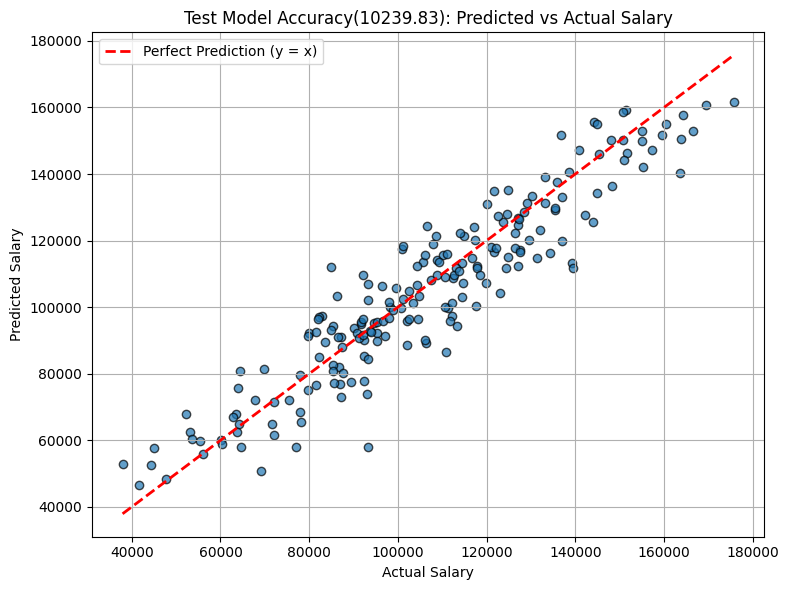 Test Model Accuracy(10239.83): Predicted vs Actual Salary
Perfect Prediction (y = x)
180000
160000
140000
120000
100000
80000
60000
40000
Predicted Salary
40000 60000 80000 100000 120000 140000 160000 180000
Actual Salary